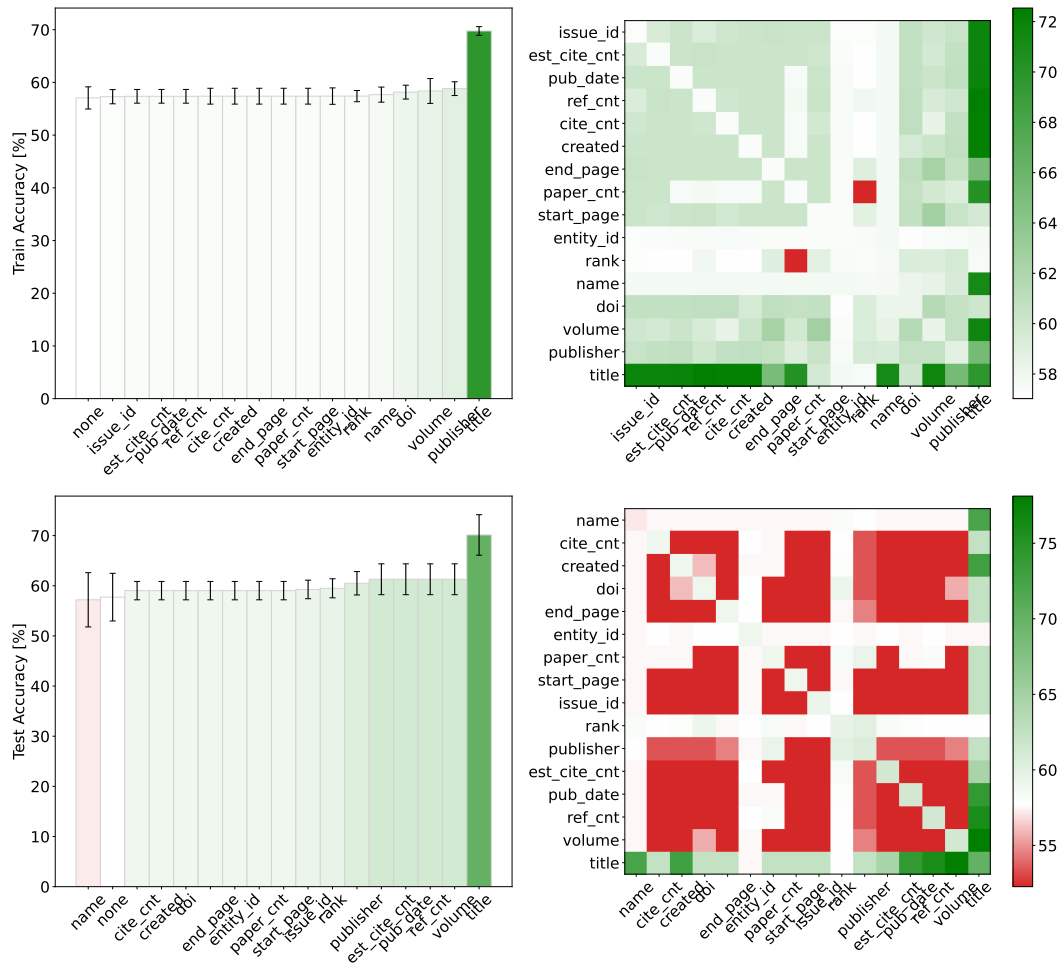 Train Accuracy [%]
70
60
50
40
30
20
10
0
none
issue_id
est_cite_cnt
pub_date
ref_cnt
cite_cnt
created
end_page
paper_cnt
start_page
entity_id
rank
name
doi
volume
publisher
title
issue_id
est_cite_cnt
pub_date
ref_cnt
cite_cnt
created
end_page
paper_cnt
start_page
entity_id
rank
name
doi
volume
publisher
title
issue_id
est_cite_cnt
pub_date
ref_cnt
cite_cnt
created
end_page
paper_cnt
start_page
entity_id
rank
name
doi
volume
publisher
title
72
70
68
66
64
62
60
58
Test Accuracy [%]
70
60
50
40
30
20
10
0
name
none
cite_cnt
created
doi
end_page
entity_id
paper_cnt
start_page
issue_id
rank
publisher
est_cite_cnt
pub_date
ref_cnt
volume
title
name
cite_cnt
created
doi
end_page
entity_id
paper_cnt
start_page
issue_id
rank
publisher
est_cite_cnt
pub_date
ref_cnt
volume
title
name
cite_cnt
created
doi
end_page
entity_id
paper_cnt
start_page
issue_id
rank
publisher
est_cite_cnt
pub_date
ref_cnt
volume
title
75
70
65
60
55